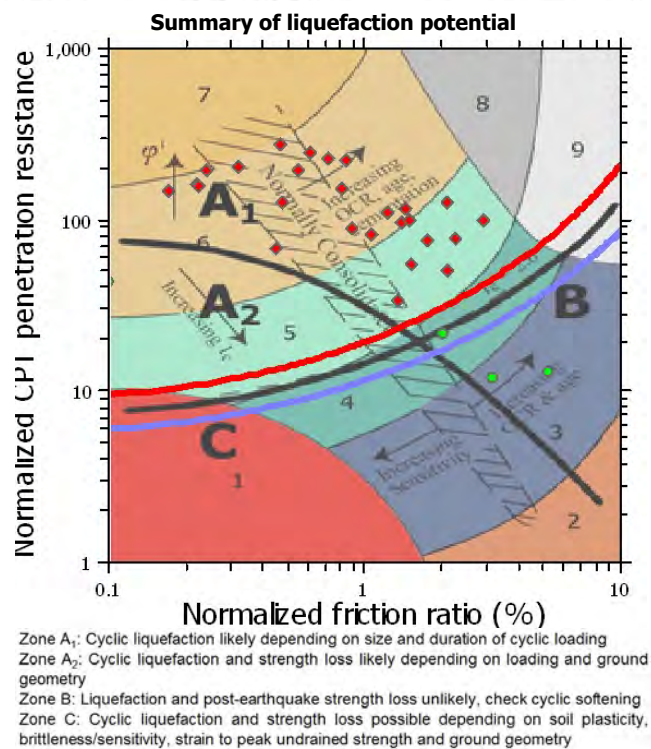 Summary of liquefaction potential
Normalized CPT penetration resistance
1,000
100
10
1
0.1
1
10
Normalized friction ratio (%)
7
8
9
φ'
Increasing
OCR, age,
cementation
Normally Consolidated
A1
6
A2
Increasing Ic
5
B
4
Increasing
OCR & age
3
C
Increasing
Sensitivity
1
2
Zone A1: Cyclic liquefaction likely depending on size and duration of cyclic loading
Zone A2: Cyclic liquefaction and strength loss likely depending on loading and ground
geometry
Zone B: Liquefaction and post-earthquake strength loss unlikely, check cyclic softening
Zone C: Cyclic liquefaction and strength loss possible depending on soil plasticity,
brittleness/sensitivity, strain to peak undrained strength and ground geometry